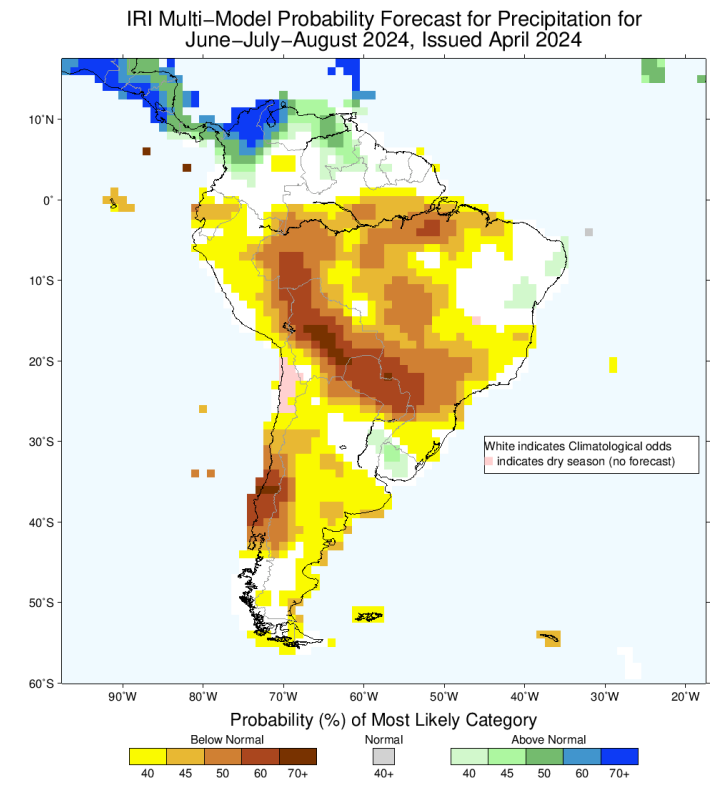 IRI Multi−Model Probability Forecast for Precipitation for
June−July−August 2024, Issued April 2024
10˚N
0˚
10˚S
20˚S
30˚S
40˚S
50˚S
60˚S
White indicates Climatological odds
indicates dry season (no forecast)
90˚W 80˚W 70˚W 60˚W 50˚W 40˚W 30˚W 20˚W
Probability (%) of Most Likely Category
Below Normal Normal Above Normal
40 45 50 60 70+ 40+ 40 45 50 60 70+